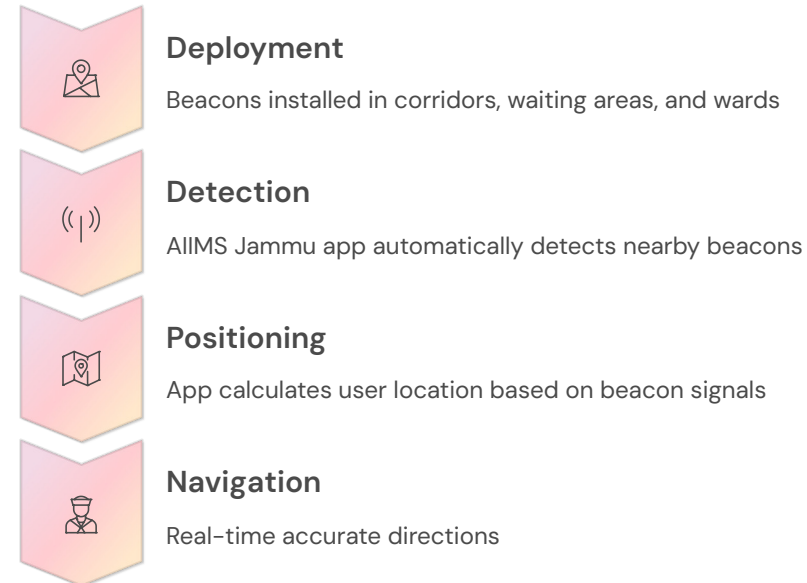 Deployment
Beacons installed in corridors, waiting areas, and wards
Detection
AIIMS Jammu app automatically detects nearby beacons
Positioning
App calculates user location based on beacon signals
Navigation
Real-time accurate directions